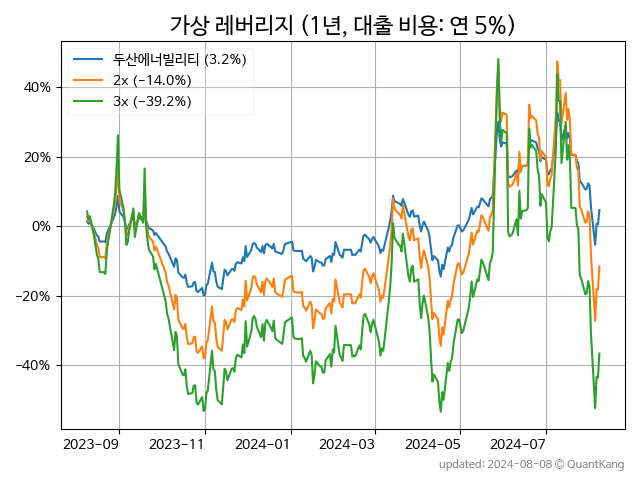 가상 레버리지 (1년, 대출 비용: 연 5%)
두산에너빌리티 (3.2%)
2x (−14.0%)
3x (−39.2%)
40%
20%
0%
−20%
−40%
2023-09
2023-11
2024-01
2024-03
2024-05
2024-07
updated: 2024-08-08 © QuantKang